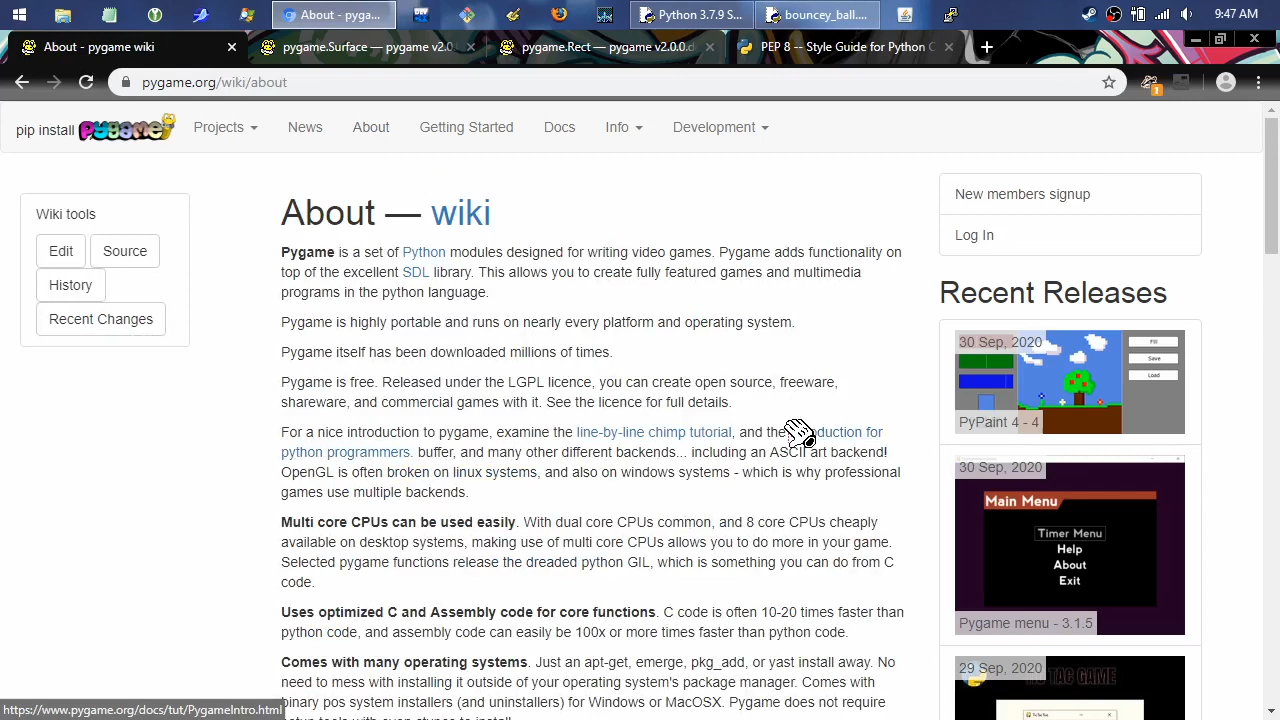 About - pyga...
Python 3.7.9 S...
bouncey_ball....
9:47 AM
About - pygame wiki
pygame.Surface — pygame v2.0.
pygame.Rect — pygame v2.0.0.d
PEP 8 -- Style Guide for Python C
pygame.org/wiki/about
1
pip install pygame
Projects
News
About
Getting Started
Docs
Info
Development
Wiki tools
Edit
Source
History
Recent Changes
About — wiki
Pygame is a set of Python modules designed for writing video games. Pygame adds functionality on
top of the excellent SDL library. This allows you to create fully featured games and multimedia
programs in the python language.
Pygame is highly portable and runs on nearly every platform and operating system.
Pygame itself has been downloaded millions of times.
Pygame is free. Released under the LGPL licence, you can create open source, freeware,
shareware, and commercial games with it. See the licence for full details.
For a nice introduction to pygame, examine the line-by-line chimp tutorial, and the introduction for
python programmers. buffer, and many other different backends... including an ASCII art backend!
OpenGL is often broken on linux systems, and also on windows systems - which is why professional
games use multiple backends.
Multi core CPUs can be used easily. With dual core CPUs common, and 8 core CPUs cheaply
available on desktop systems, making use of multi core CPUs allows you to do more in your game.
Selected pygame functions release the dreaded python GIL, which is something you can do from C
code.
Uses optimized C and Assembly code for core functions. C code is often 10-20 times faster than
python code, and assembly code can easily be 100x or more times faster than python code.
Comes with many operating systems. Just an apt-get, emerge, pkg_add, or yast install away. No
need to mess with installing it outside of your operating system's package manager. Comes with
binary pos system installers (and uninstallers) for Windows or MacOSX. Pygame does not require
https://www.pygame.org/docs/tut/PygameIntro.html
New members signup
Log In
Recent Releases
30 Sep, 2020
Fill
Save
Load
PyPaint 4 - 4
30 Sep, 2020
Main Menu
Timer Menu
Help
About
Exit
Pygame menu - 3.1.5
29 Sep, 2020
TAC GAME